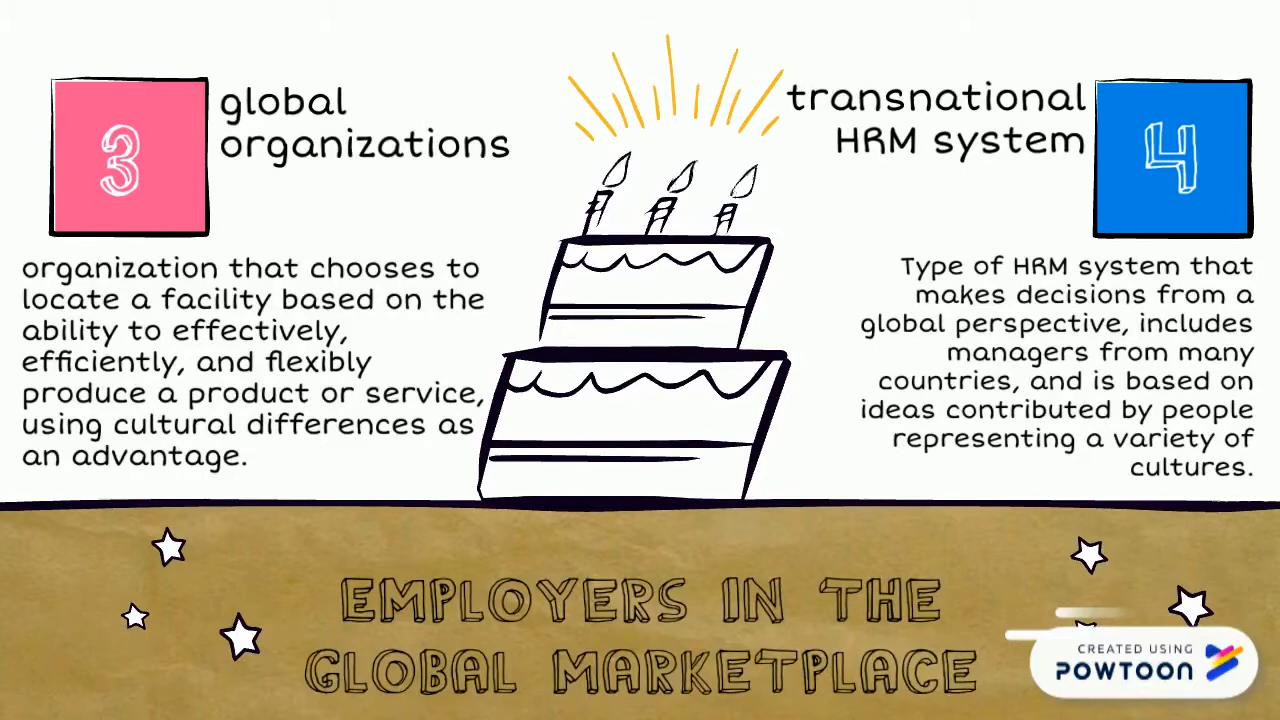 3
global
organizations
organization that chooses to
locate a facility based on the
ability to effectively,
efficiently, and flexibly
produce a product or service,
using cultural differences as
an advantage.
transnational
HRM system
4
Type of HRM system that
makes decisions from a
global perspective, includes
managers from many
countries, and is based on
ideas contributed by people
representing a variety of
cultures.
EMPLOYERS IN THE
GLOBAL MARKETPLACE
CREATED USING
POWTOON